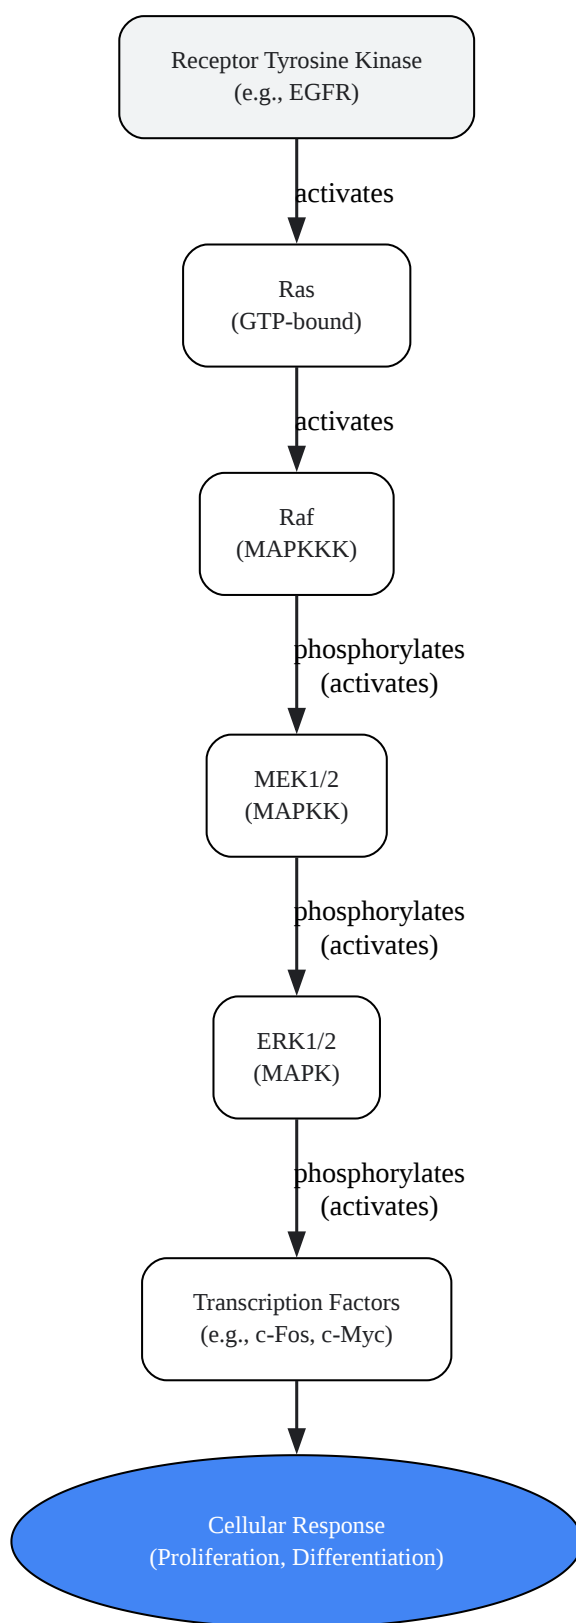 Receptor Tyrosine Kinase
(e.g., EGFR)
activates
Ras
(GTP-bound)
activates
Raf
(MAPKKK)
phosphorylates
(activates)
MEK1/2
(MAPKK)
phosphorylates
(activates)
ERK1/2
(MAPK)
phosphorylates
(activates)
Transcription Factors
(e.g., c-Fos, c-Myc)
Cellular Response
(Proliferation, Differentiation)